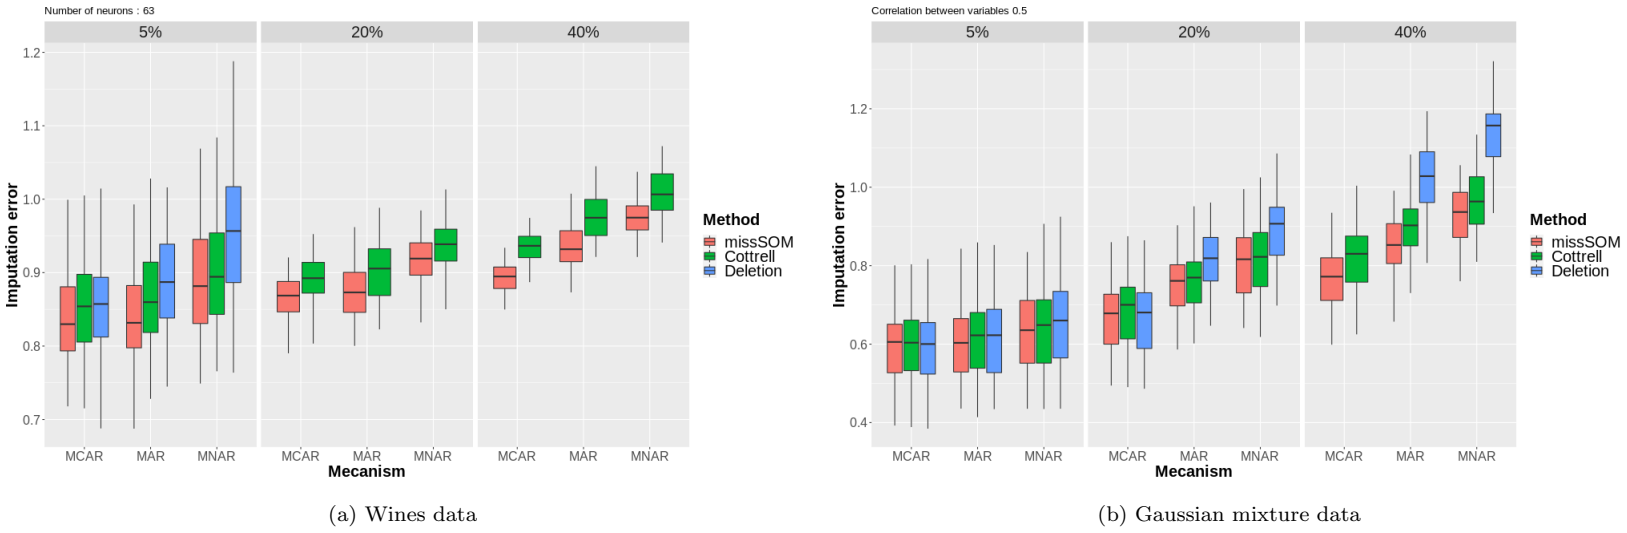 Number of neurons : 63
5%
20%
40%
1.2
1.1
1.0
0.9
0.8
0.7
Imputation error
MCAR MAR MNAR MCAR MAR MNAR MCAR MAR MNAR
Mecanism
Method
missSOM
Cottrell
Deletion
(a) Wines data
Correlation between variables 0.5
5%
20%
40%
1.2
1.0
0.8
0.6
0.4
Imputation error
MCAR MAR MNAR MCAR MAR MNAR MCAR MAR MNAR
Mecanism
Method
missSOM
Cottrell
Deletion
(b) Gaussian mixture data